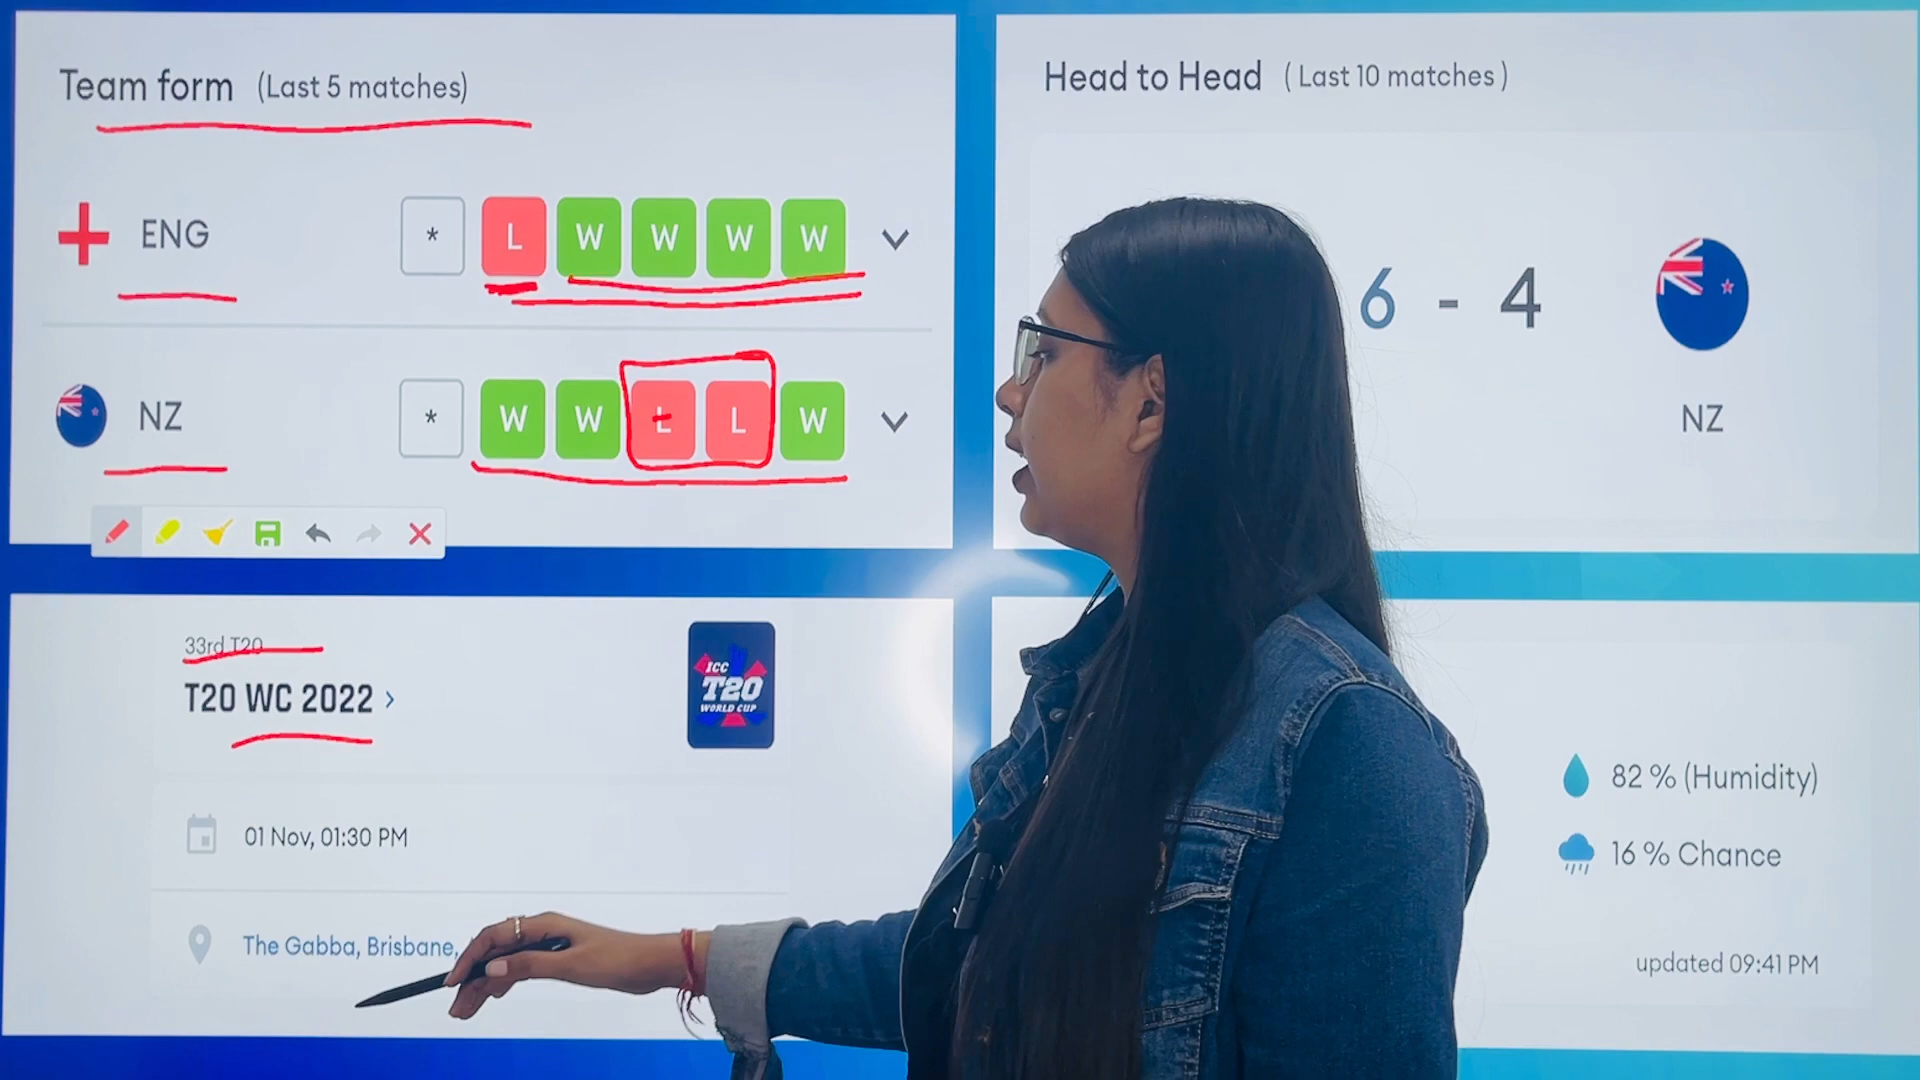 Team form (Last 5 matches)
ENG * L W W W W
NZ * W W L L W
Head to Head ( Last 10 matches )
6 - 4
NZ
33rd T20
T20 WC 2022 >
ICC
T20
WORLD CUP
01 Nov, 01:30 PM
The Gabba, Brisbane,
82 % (Humidity)
16 % Chance
updated 09:41 PM